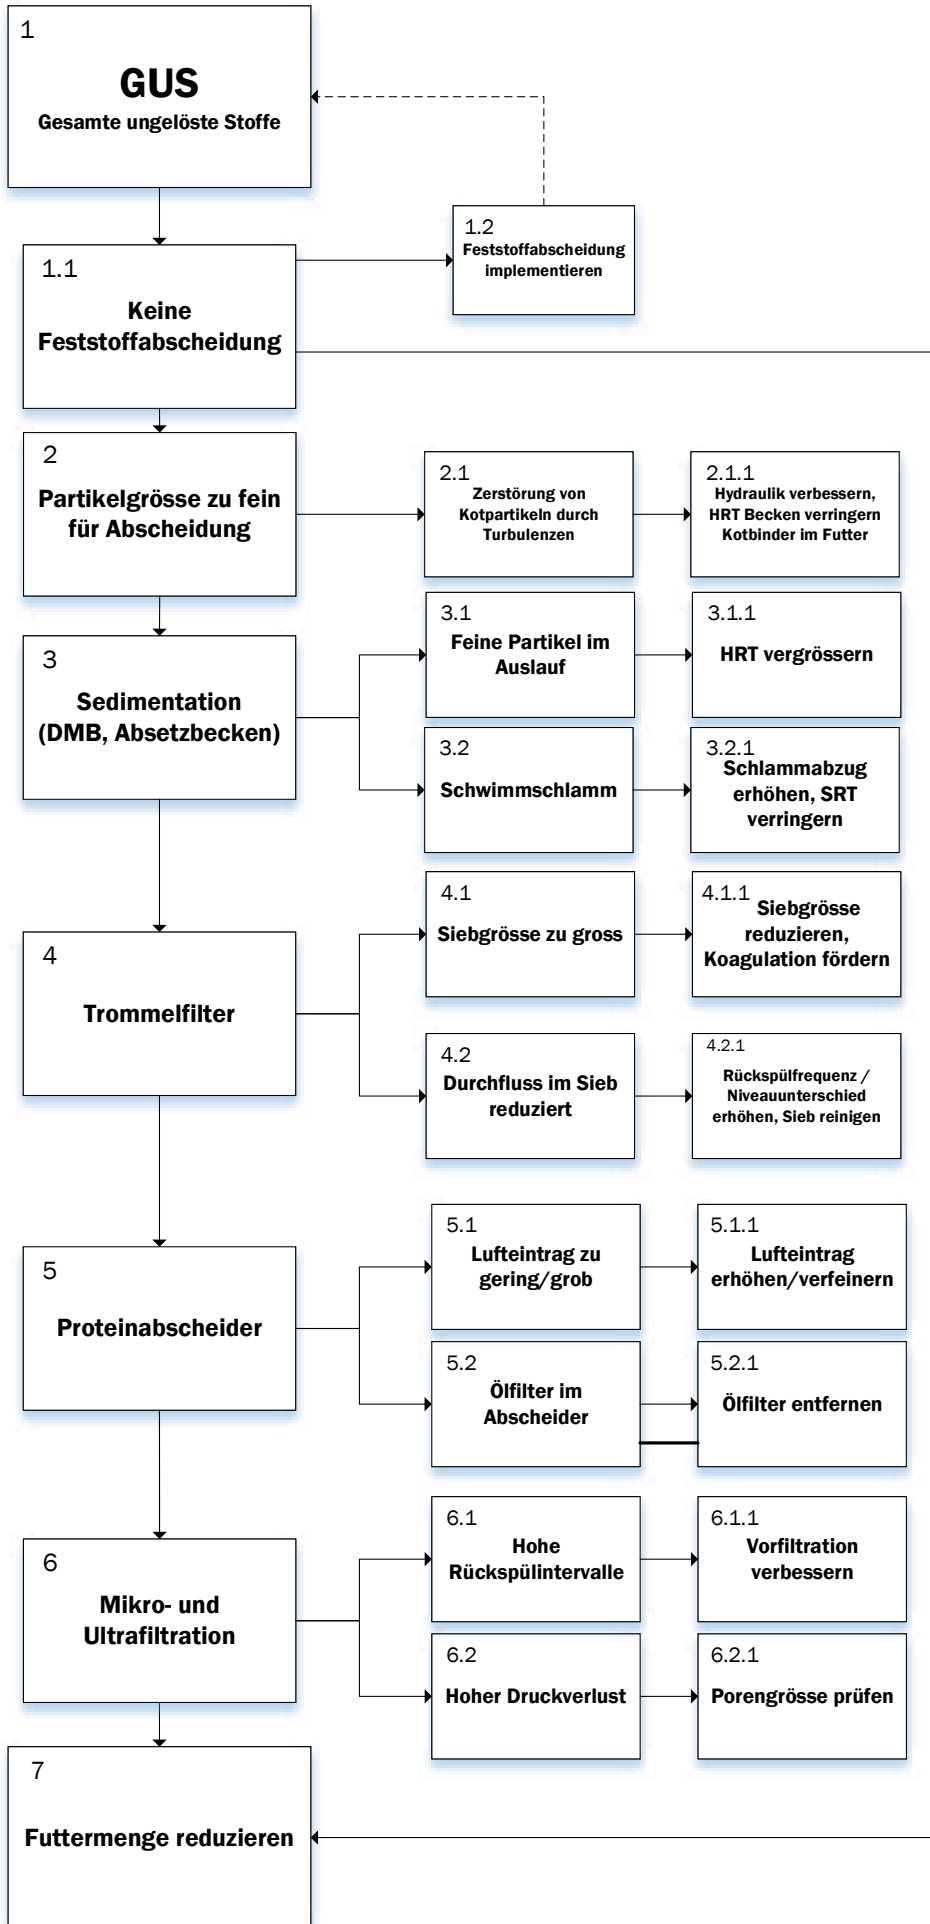 1
GUS
Gesamte ungelöste Stoffe
1.2
Feststoffabscheidung
implementieren
1.1
Keine
Feststoffabscheidung
2
Partikelgrösse zu fein
für Abscheidung
2.1
Zerstörung von
Kotpartikeln durch
Turbulenzen
2.1.1
Hydraulik verbessern,
HRT Becken verringern
Kotbinder im Futter
3
Sedimentation
(DMB, Absetzbecken)
3.1
Feine Partikel im
Auslauf
3.1.1
HRT vergrössern
3.2
Schwimmschlamm
3.2.1
Schlammabzug
erhöhen, SRT
verringern
4
Trommelfilter
4.1
Siebgrösse zu gross
4.1.1
Siebgrösse
reduzieren,
Koagulation fördern
4.2
Durchfluss im Sieb
reduziert
4.2.1
Rückspülfrequenz /
Niveauunterschied
erhöhen, Sieb reinigen
5
Proteinabscheider
5.1
Lufteintrag zu
gering/grob
5.1.1
Lufteintrag
erhöhen/verfeinern
5.2
Ölfilter im
Abscheider
5.2.1
Ölfilter entfernen
6
Mikro- und
Ultrafiltration
6.1
Hohe
Rückspülintervalle
6.1.1
Vorfiltration
verbessern
6.2
Hoher Druckverlust
6.2.1
Porengrösse prüfen
7
Futtermenge reduzieren